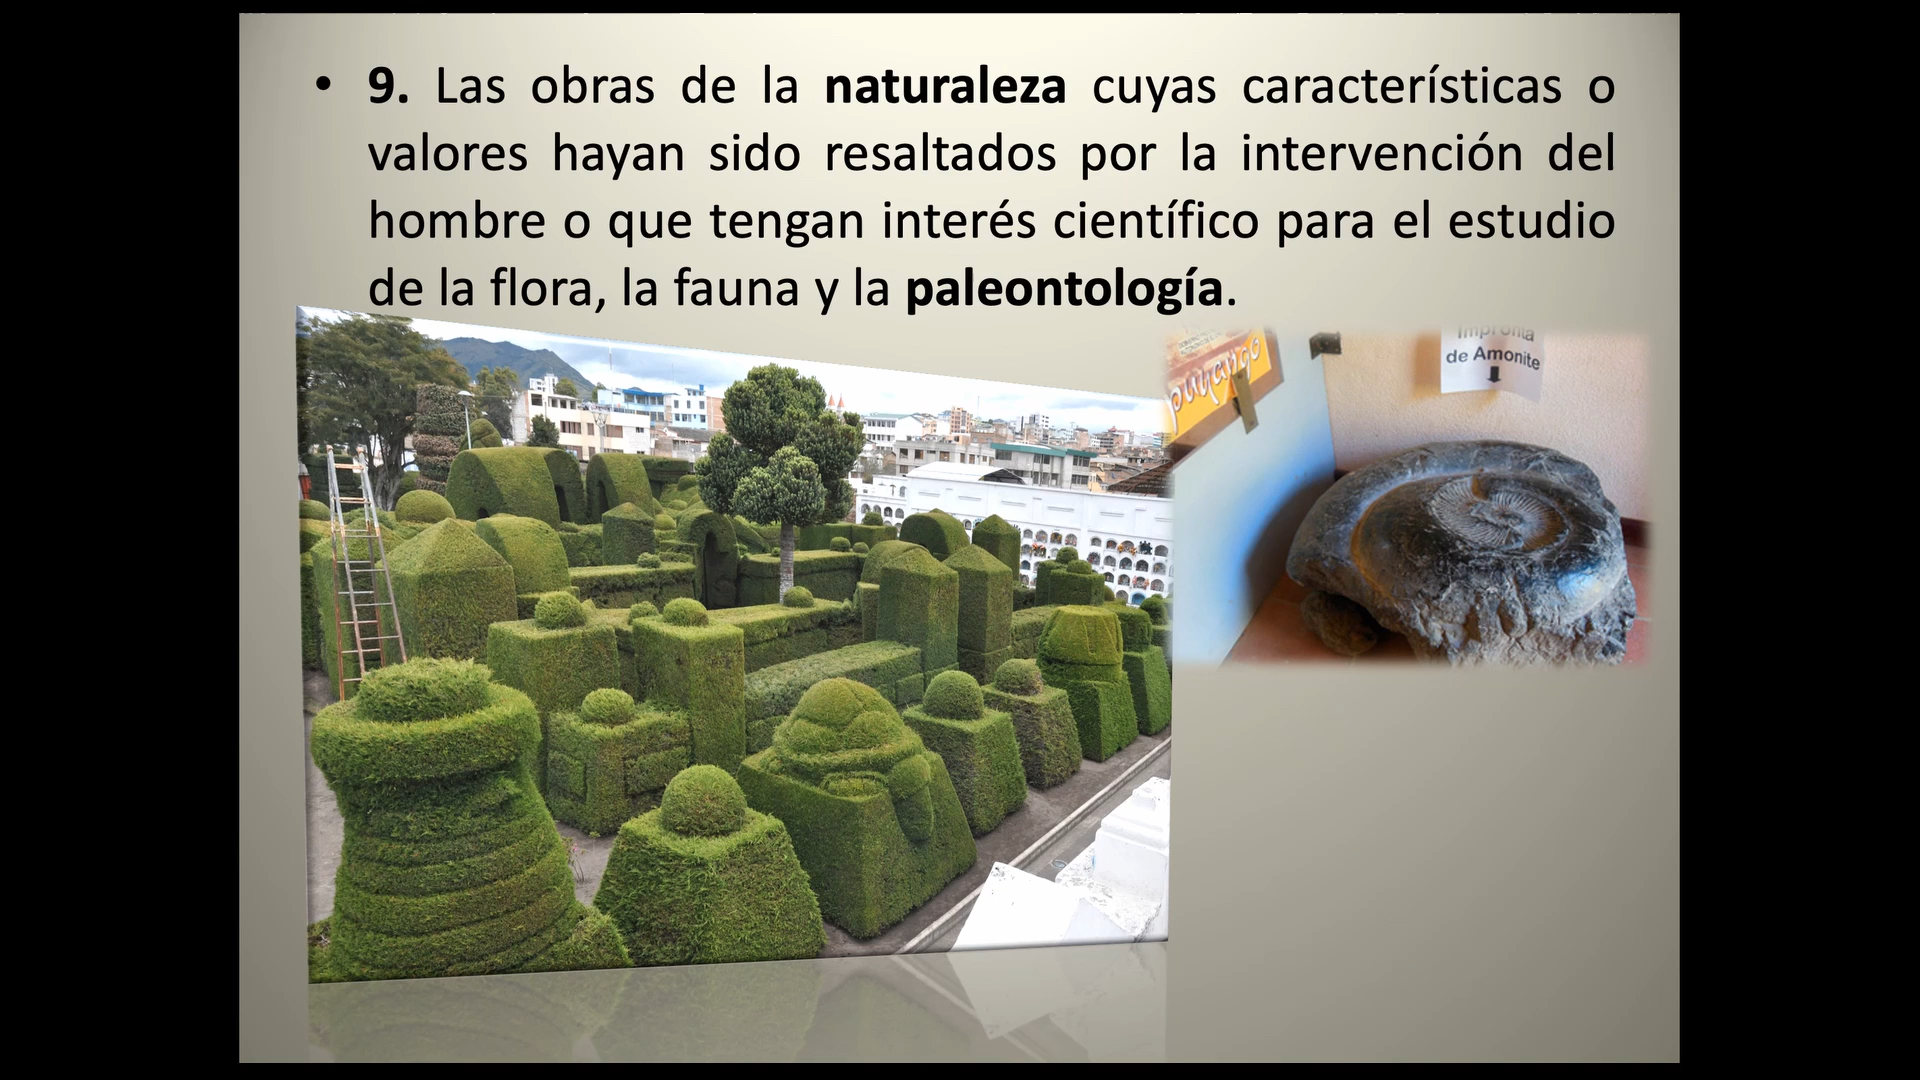 • 9. Las obras de la naturaleza cuyas características o
valores hayan sido resaltados por la intervención del
hombre o que tengan interés científico para el estudio
de la flora, la fauna y la paleontología.
Impronta
de Amonite
puyango